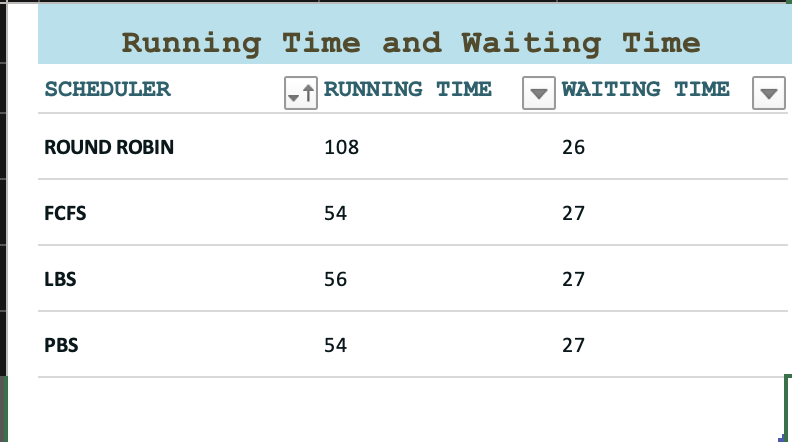 Running Time and Waiting Time
SCHEDULER RUNNING TIME WAITING TIME
ROUND ROBIN 108 26
FCFS 54 27
LBS 56 27
PBS 54 27